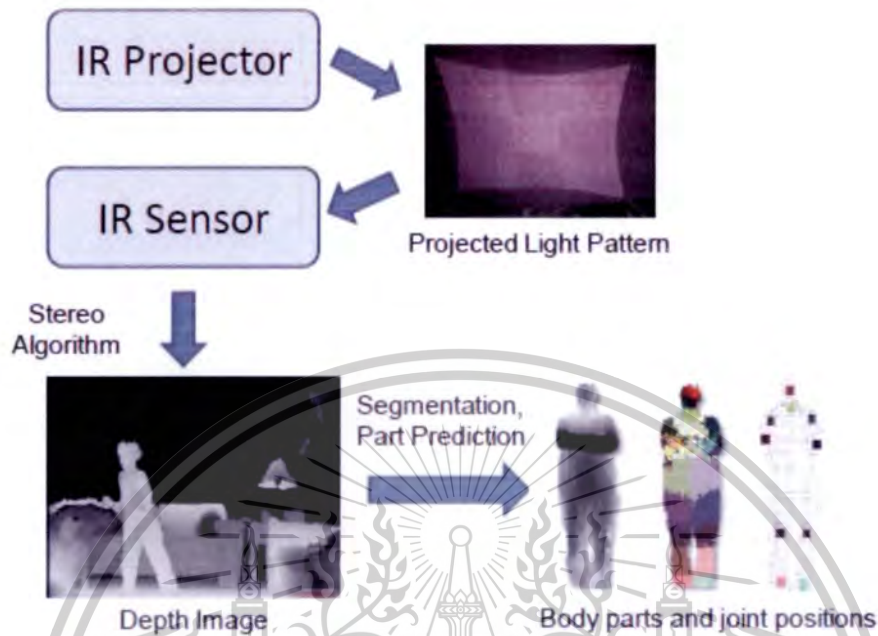 IR Projector
IR Sensor
Projected Light Pattern
Stereo
Algorithm
Segmentation,
Part Prediction
Depth Image
Body parts and joint positions